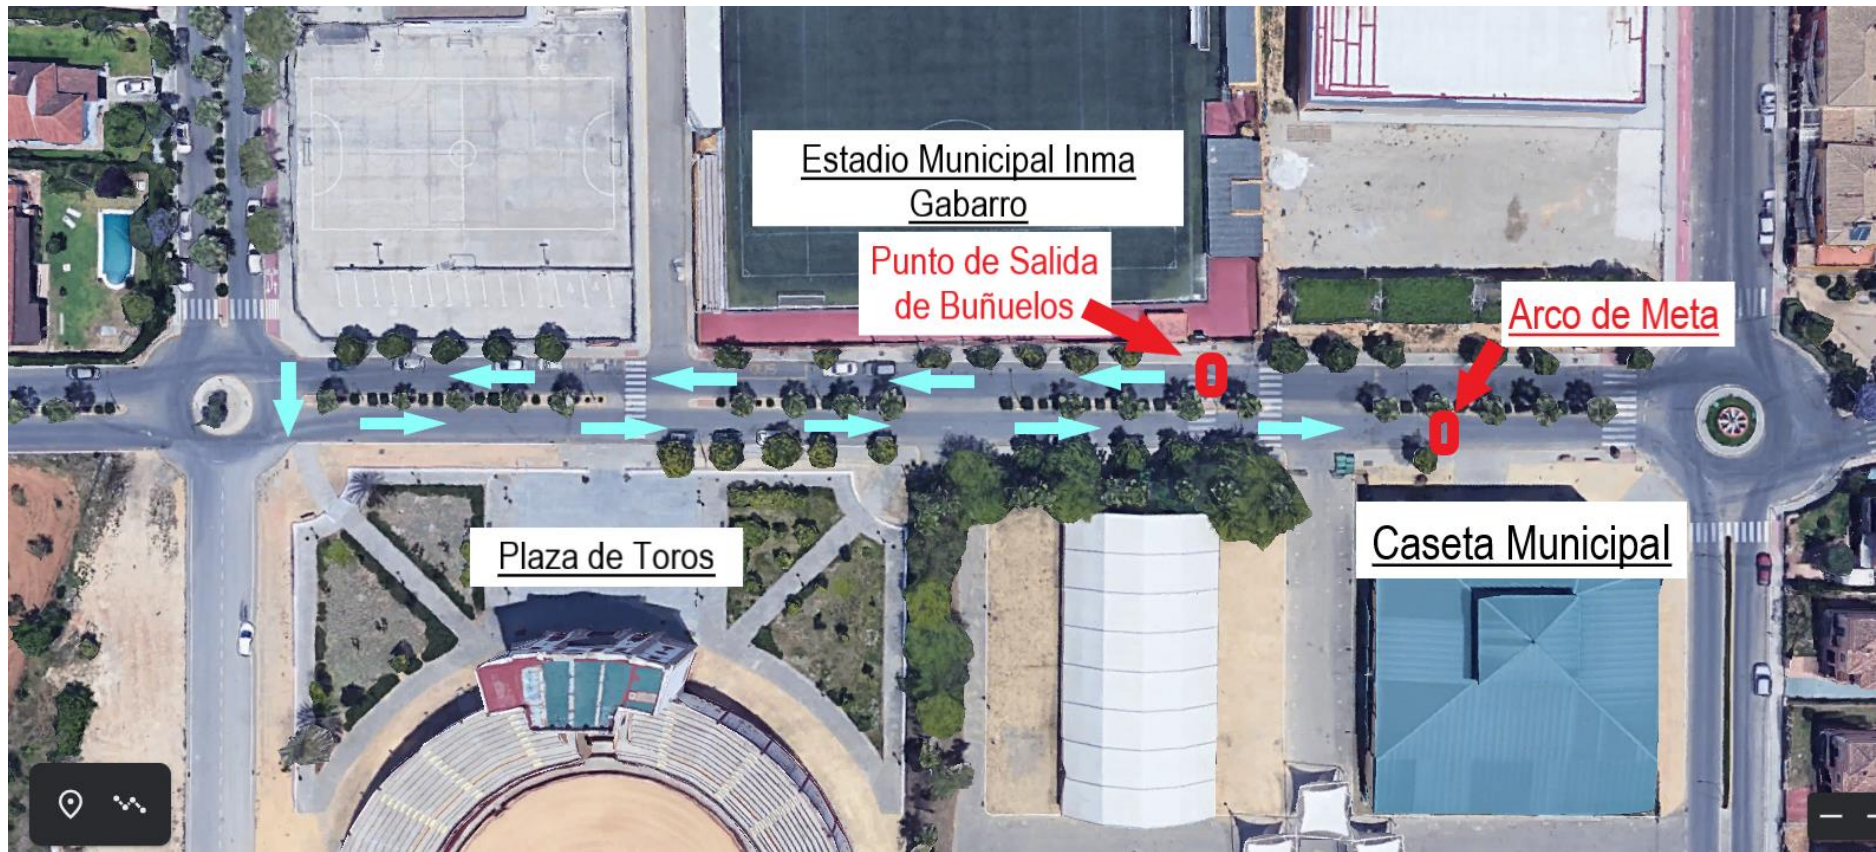 Estadio Municipal Inma
Gabarro
Punto de Salida
de Buñuelos
Arco de Meta
Plaza de Toros
Caseta Municipal